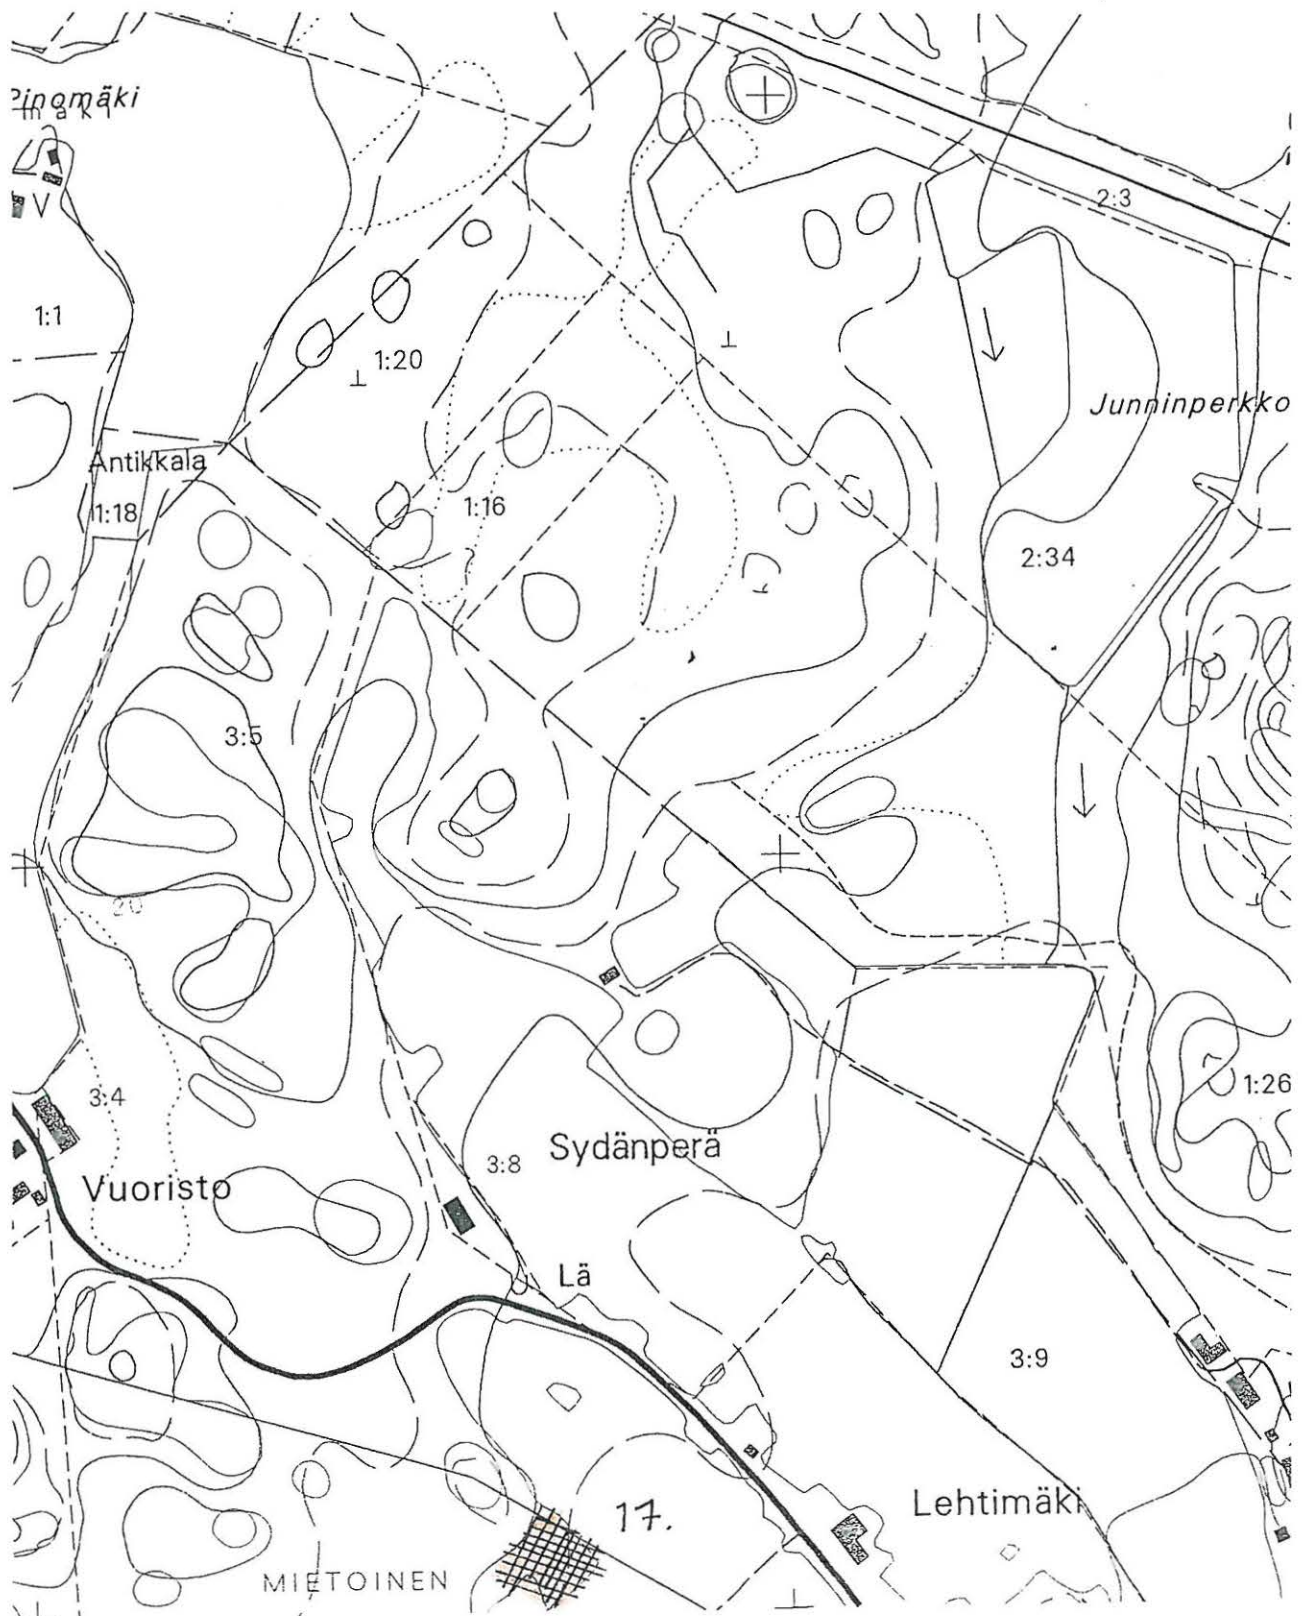 2:3
V
1:1
1:20
Junninperkko
Antikkala
1:18
1:16
2:34
3:5
20
3:4
1:26
Sydänperä
3:8
Vuoristo
Lä
3:9
Lehtimäki
17.
MIETOINEN